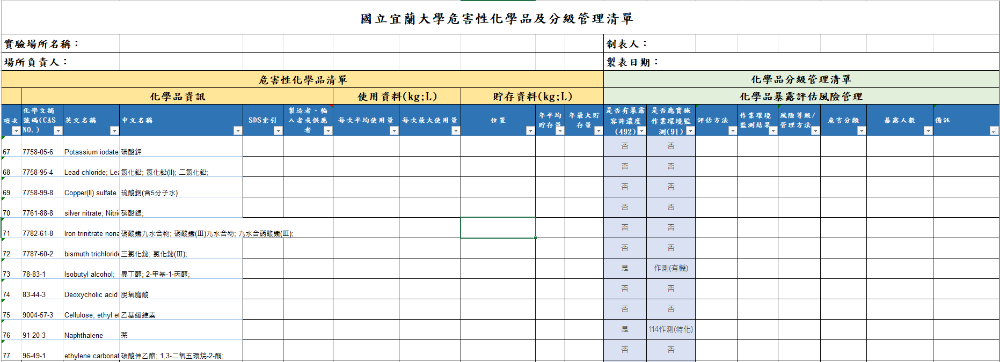 國立宜蘭大學危害性化學品及分級管理清單
實驗場所名稱：
制表人：
場所負責人：
製表日期：
危害性化學品清單
化學品分級管理清單
化學品資訊
使用資料(kg;L)
貯存資料(kg;L)
化學品暴露評估風險管理
項次
化學文摘
號碼(CAS
NO.)
英文名稱
中文名稱
SDS索引
製造者、輸
入者或供應
者
每次平均使用量
每次最大使用量
位置
年平均
貯存量
年最大貯
存量
是否有暴露
容許濃度
(492)
是否應實施
作業環境監
測(91)
評估方法
作業環境
監測結果
風險等級/
管理方法
危害分類
暴露人數
備註
67 7758-05-6 Potassium iodate 碘酸鉀 否 否
68 7758-95-4 Lead chloride; Lea 氯化鉛; 氯化鉛(II); 二氯化鉛; 否 否
69 7758-99-8 Copper(II) sulfate 硫酸銅(含5分子水) 否 否
70 7761-88-8 silver nitrate; Nitri 硝酸銀; 否 否
71 7782-61-8 Iron trinitrate nona 硝酸鐵九水合物; 硝酸鐵(III)九水合物; 九水合硝酸鐵(III); 否 否
72 7787-60-2 bismuth trichloride 三氯化鉍; 氯化鉍(III); 否 否
73 78-83-1 Isobutyl alcohol; 異丁醇; 2-甲基-1-丙醇; 是 作測(有機)
74 83-44-3 Deoxycholic acid 脫氧膽酸 否 否
75 9004-57-3 Cellulose, ethyl et 乙基纖維素 否 否
76 91-20-3 Naphthalene 萘 是 114作測(特化)
77 96-49-1 ethylene carbonat 碳酸伸乙酯; 1,3-二氧五環烷-2-酮; 否 否